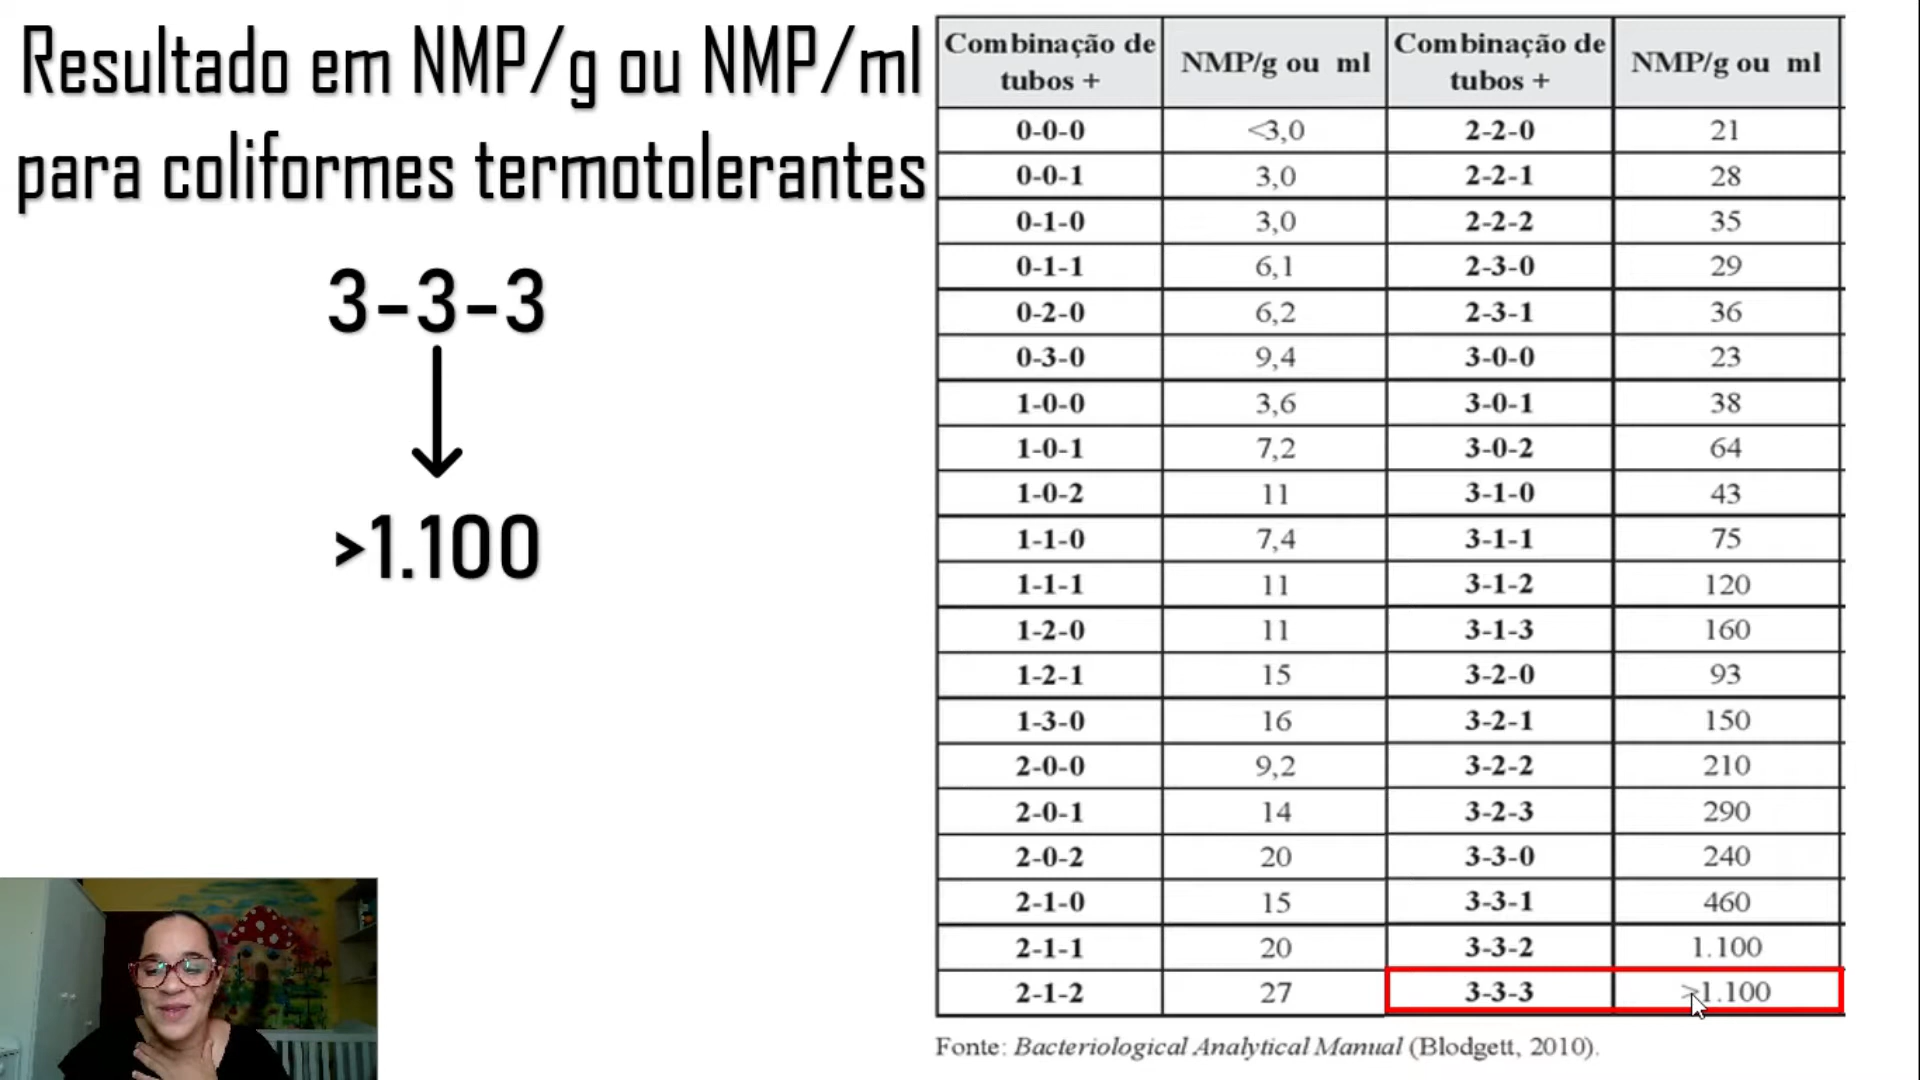 Resultado em NMP/g ou NMP/ml
para coliformes termotolerantes
3-3-3
>1.100
Combinação de tubos + NMP/g ou ml Combinação de tubos + NMP/g ou ml
0-0-0 <3,0 2-2-0 21
0-0-1 3,0 2-2-1 28
0-1-0 3,0 2-2-2 35
0-1-1 6,1 2-3-0 29
0-2-0 6,2 2-3-1 36
0-3-0 9,4 3-0-0 23
1-0-0 3,6 3-0-1 38
1-0-1 7,2 3-0-2 64
1-0-2 11 3-1-0 43
1-1-0 7,4 3-1-1 75
1-1-1 11 3-1-2 120
1-2-0 11 3-1-3 160
1-2-1 15 3-2-0 93
1-3-0 16 3-2-1 150
2-0-0 9,2 3-2-2 210
2-0-1 14 3-2-3 290
2-0-2 20 3-3-0 240
2-1-0 15 3-3-1 460
2-1-1 20 3-3-2 1.100
2-1-2 27 3-3-3 >1.100
Fonte: Bacteriological Analytical Manual (Blodgett, 2010).